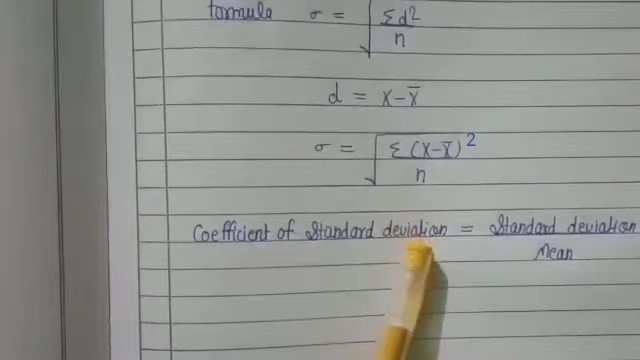 formula σ = √Σd²/n
d = x-x̄
σ = √Σ(x-x̄)²/n
Coefficient of Standard deviation = Standard deviation/Mean